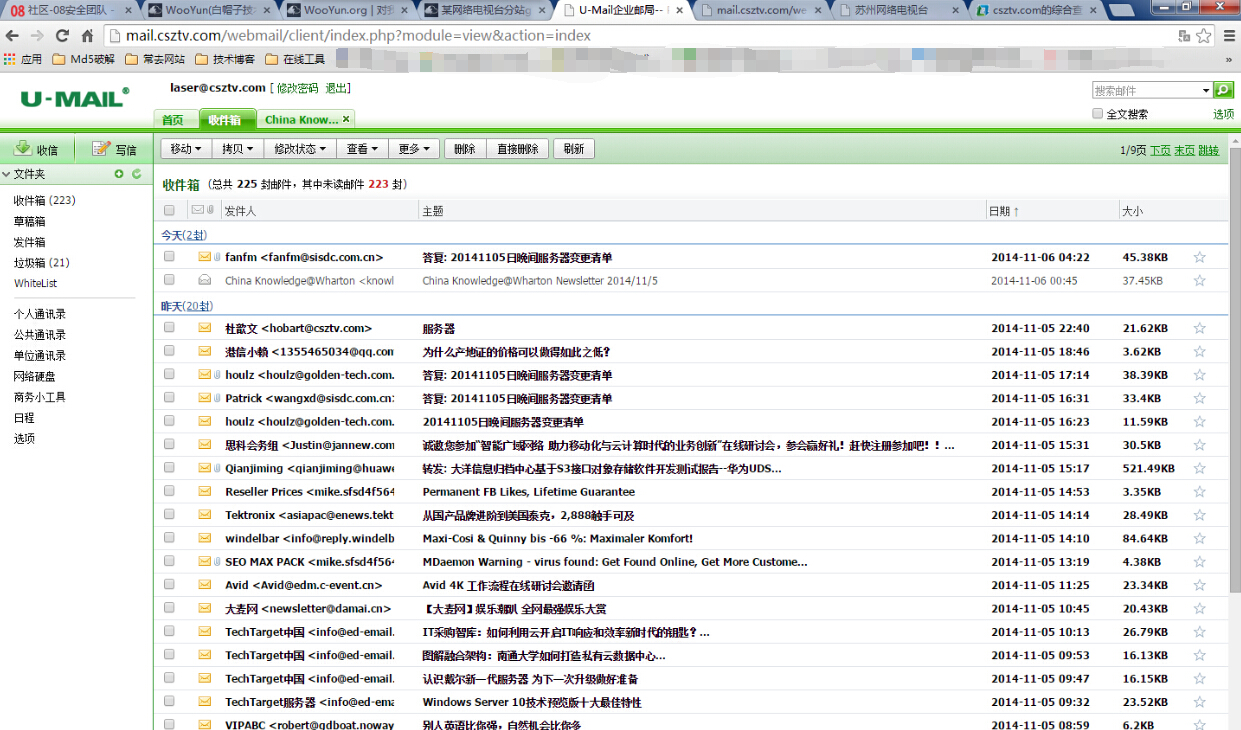 08 社区-08安全团队 - WooYun(白帽子技 WooYun.org | 对 某网络电视台分站g U-Mail企业邮局-- mail.csztv.com/we 苏州网络电视台 csztv.com的综合查
mail.csztv.com/webmail/client/index.php?module=view&action=index
应用 Md5破解 常去网站 技术博客 在线工具 »
U-MAIL®
laser@csztv.com [ 修改密码 退出]
搜索邮件
首页 收件箱 China Know... 全文搜索 选项
收信 写信 移动 拷贝 修改状态 查看 更多 删除 直接删除 刷新 1/9页 下页 末页 跳转
文件夹
收件箱 (总共 225 封邮件，其中未读邮件 223 封)
收件箱 (223)
草稿箱
发件箱
垃圾箱 (21)
WhiteList
个人通讯录
公共通讯录
单位通讯录
网络硬盘
商务小工具
日程
选项
发件人 主题 日期 ↑ 大小
今天(2封)
fanfm <fanfm@sisdc.com.cn> 答复: 20141105日晚间服务器变更清单 2014-11-06 04:22 45.38KB
China Knowledge@Wharton <knowl China Knowledge@Wharton Newsletter 2014/11/5 2014-11-06 00:45 37.45KB
昨天(20封)
杜歆文 <hobart@csztv.com> 服务器 2014-11-05 22:40 21.62KB
港信小赖 <1355465034@qq.com 为什么产地证的价格可以做得如此之低? 2014-11-05 18:46 3.62KB
houlz <houlz@golden-tech.com. 答复: 20141105日晚间服务器变更清单 2014-11-05 17:14 38.39KB
Patrick <wangxd@sisdc.com.cn> 答复: 20141105日晚间服务器变更清单 2014-11-05 16:31 33.4KB
houlz <houlz@golden-tech.com. 20141105日晚间服务器变更清单 2014-11-05 16:23 11.59KB
思科会务组 <Justin@jannew.com 诚邀您参加"智能广域网络 助力移动化与云计算时代的业务创新"在线研讨会，参会赢好礼！赶快注册参加吧！！... 2014-11-05 15:31 30.5KB
Qianjiming <qianjiming@huawe 转发: 大洋信息归档中心基于S3接口对象存储软件开发测试报告--华为UDS... 2014-11-05 15:17 521.49KB
Reseller Prices <mike.sfsd4f564 Permanent FB Likes, Lifetime Guarantee 2014-11-05 14:53 3.35KB
Tektronix <asiapac@enews.tekt 从国产品牌进阶到美国泰克，2,888触手可及 2014-11-05 14:14 28.49KB
windelbar <info@reply.windelb Maxi-Cosi & Quinny bis -66 %: Maximaler Komfort! 2014-11-05 14:10 84.64KB
SEO MAX PACK <mike.sfsd4f564 MDaemon Warning - virus found: Get Found Online, Get More Custome... 2014-11-05 13:19 4.38KB
Avid <Avid@edm.c-event.cn> Avid 4K 工作流程在线研讨会邀请函 2014-11-05 11:25 23.34KB
大麦网 <newsletter@damai.cn> 【大麦网】娱乐喇叭 全网最强娱乐大赏 2014-11-05 10:45 20.43KB
TechTarget中国 <info@ed-email. IT采购智库：如何利用云开启IT响应和效率新时代的钥匙？... 2014-11-05 10:13 26.79KB
TechTarget中国 <info@ed-email. 图解融合架构：南通大学如何打造私有云数据中心... 2014-11-05 09:53 16.13KB
TechTarget中国 <info@ed-email. 认识戴尔新一代服务器 为下一次升级做好准备 2014-11-05 09:47 16.15KB
TechTarget服务器 <info@ed-ema Windows Server 10技术预览版十大最佳特性 2014-11-05 09:32 23.52KB
VIPABC <robert@gdboat.noway 别人英语比你强，自然机会比你多 2014-11-05 08:59 6.2KB